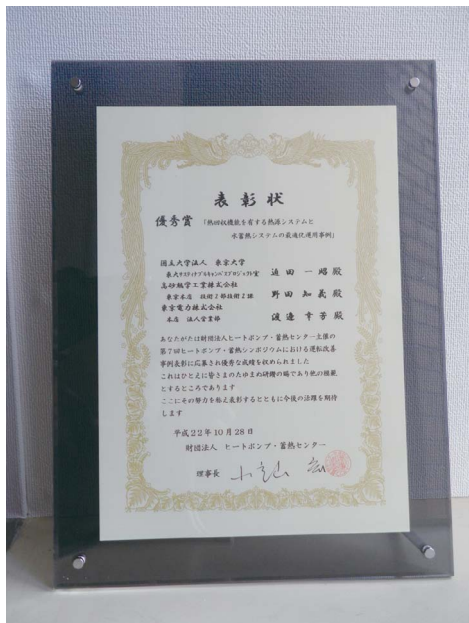 表彰状
優秀賞 「熱回収機能を有する熱源システムと
水蓄熱システムの最適化運用事例」
国立大学法人 東京大学
東大サステイナブルキャンパスプロジェクト室 迫田 一昭 殿
高砂熱学工業株式会社
東京本店 技術2部技術2課 野田 知義 殿
東京電力株式会社
本店 法人営業部 渡邉 幸芳 殿
あなたがたは財団法人ヒートポンプ・蓄熱センター主催の
第7回ヒートポンプ・蓄熱シンポジウムにおける運転改善
事例表彰に応募され優秀な成績を収められました
これはひとえに皆さまのたゆまぬ研鑽の賜であり他の模範
とするところであります
ここにその努力を称え表彰するとともに今後の活躍を期待
します
平成22年10月28日
財団法人 ヒートポンプ・蓄熱センター
理事長